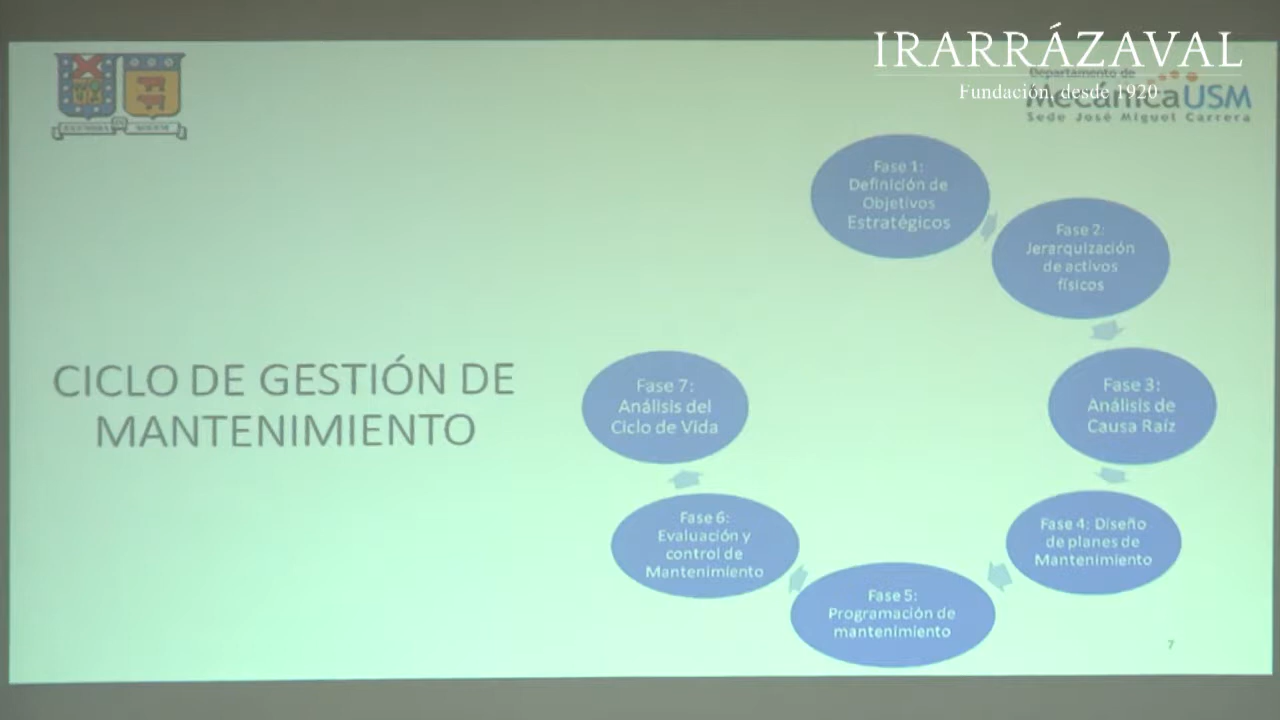 IRARRÁZAVAL
Fundación, desde 1920
Departamento de
Mecánica USM
Sede José Miguel Carrera
CICLO DE GESTIÓN DE
MANTENIMIENTO
Fase 1:
Definición de
Objetivos
Estratégicos
Fase 2:
Jerarquización
de activos
físicos
Fase 3:
Análisis de
Causa Raíz
Fase 4: Diseño
de planes de
Mantenimiento
Fase 5:
Programación de
mantenimiento
Fase 6:
Evaluación y
control de
Mantenimiento
Fase 7:
Análisis del
Ciclo de Vida
7